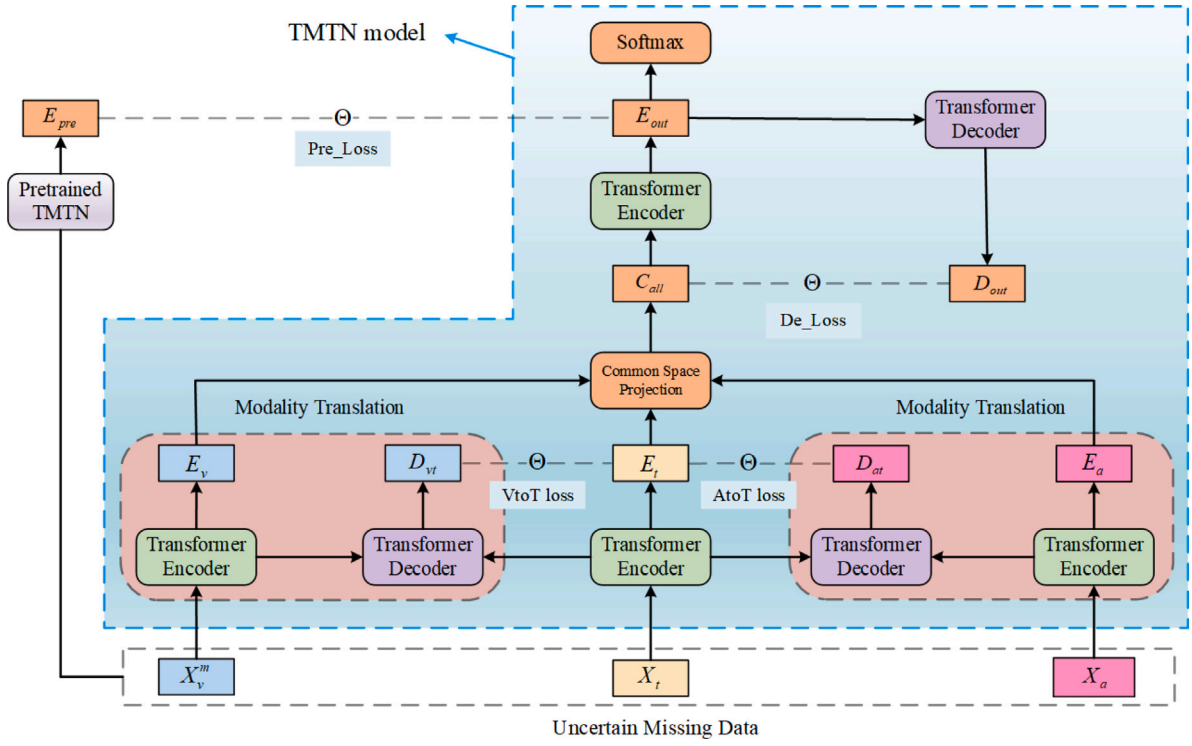 TMTN model
Softmax
E_pre
Θ
E_out
Transformer
Decoder
Pre_Loss
Pretrained
TMTN
Transformer
Encoder
C_all
Θ
D_out
De_Loss
Common Space
Projection
Modality Translation
Modality Translation
E_v
D_vt
Θ
E_t
Θ
D_at
E_a
VtoT loss
AtoT loss
Transformer
Encoder
Transformer
Decoder
Transformer
Encoder
Transformer
Decoder
Transformer
Encoder
X_v^m
X_t
X_a
Uncertain Missing Data